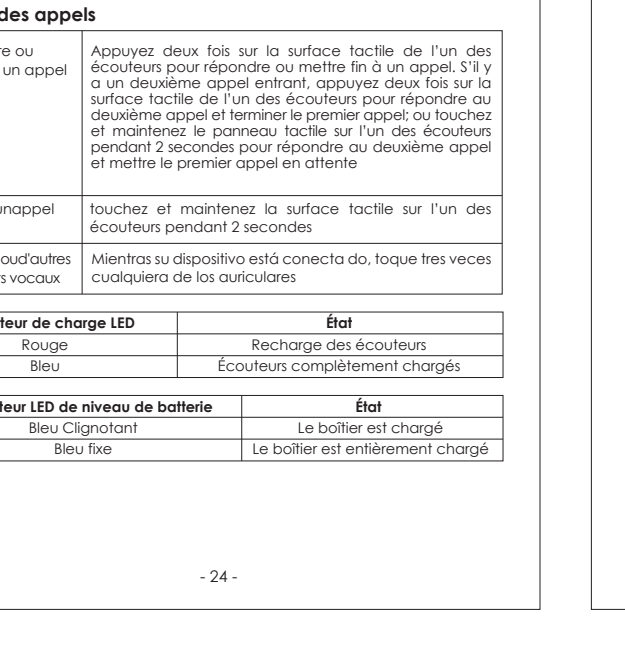 des appels
re ou
un appel
Appuyez deux fois sur la surface tactile de l'un des
écouteurs pour répondre ou mettre fin à un appel. S'il y
a un deuxième appel entrant, appuyez deux fois sur la
surface tactile de l'un des écouteurs pour répondre au
deuxième appel et terminer le premier appel; ou touchez
et maintenez le panneau tactile sur l'un des écouteurs
pendant 2 secondes pour répondre au deuxième appel
et mettre le premier appel en attente
unappel
touchez et maintenez la surface tactile sur l'un des
écouteurs pendant 2 secondes
oud'autres
rs vocaux
Mientras su dispositivo está conecta do, toque tres veces
cualquiera de los auriculares
teur de charge LED État
Rouge Recharge des écouteurs
Bleu Écouteurs complètement chargés
teur LED de niveau de batterie État
Bleu Clignotant Le boîtier est chargé
Bleu fixe Le boîtier est entièrement chargé
- 24 -